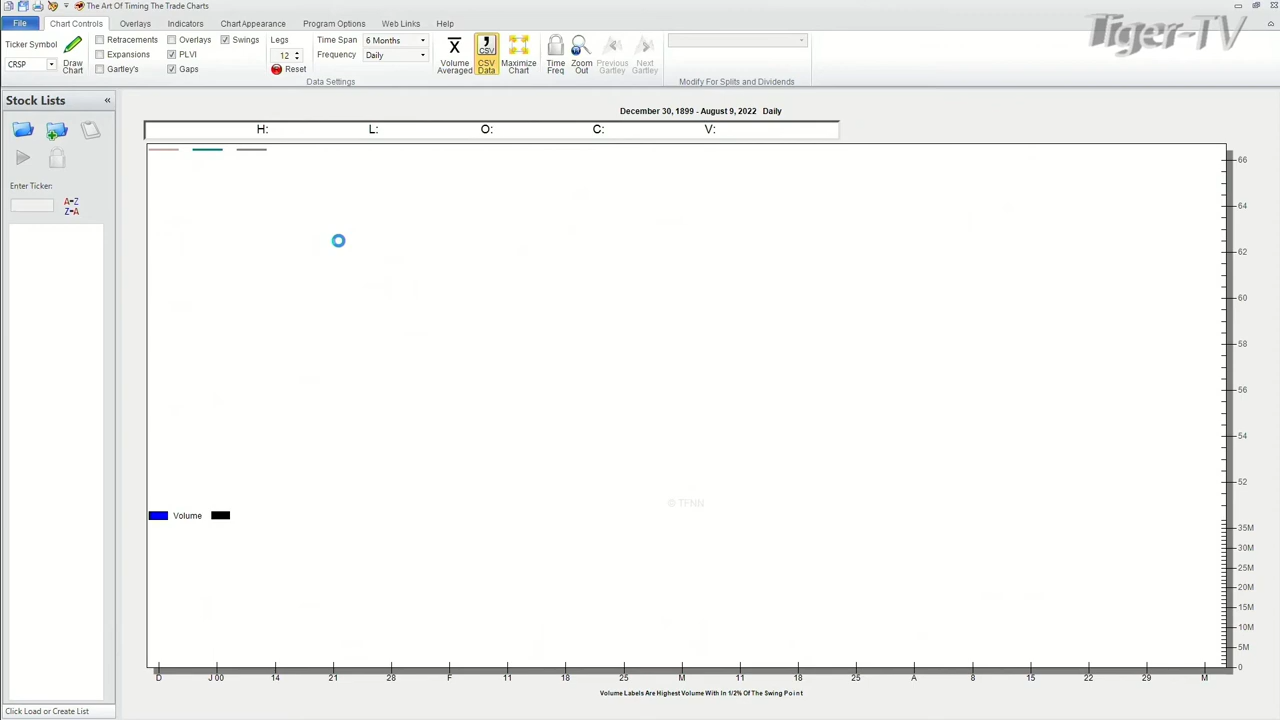 The Art Of Timing The Trade Charts
File Chart Controls Overlays Indicators Chart Appearance Program Options Web Links Help
Tiger-TV
Ticker Symbol
CRSP
Draw Chart
Retracements Overlays Swings
Expansions PLVI
Gartley's Gaps
Legs
12
Reset
Time Span 6 Months
Frequency Daily
Data Settings
Volume Averaged
CSV
CSV Data
Maximize Chart
Time Freq
Zoom Out
Previous Gartley
Next Gartley
Modify For Splits and Dividends
Stock Lists «
Enter Ticker:
A-Z
Z-A
Click Load or Create List
December 30, 1899 - August 9, 2022 Daily
H: L: O: C: V:
66
64
62
60
58
56
54
52
© TFNN
Volume
35M
30M
25M
20M
15M
10M
5M
0
D J 00 14 21 28 F 11 18 25 M 11 18 25 A 8 15 22 29 M
Volume Labels Are Highest Volume With In 1/2% Of The Swing Point